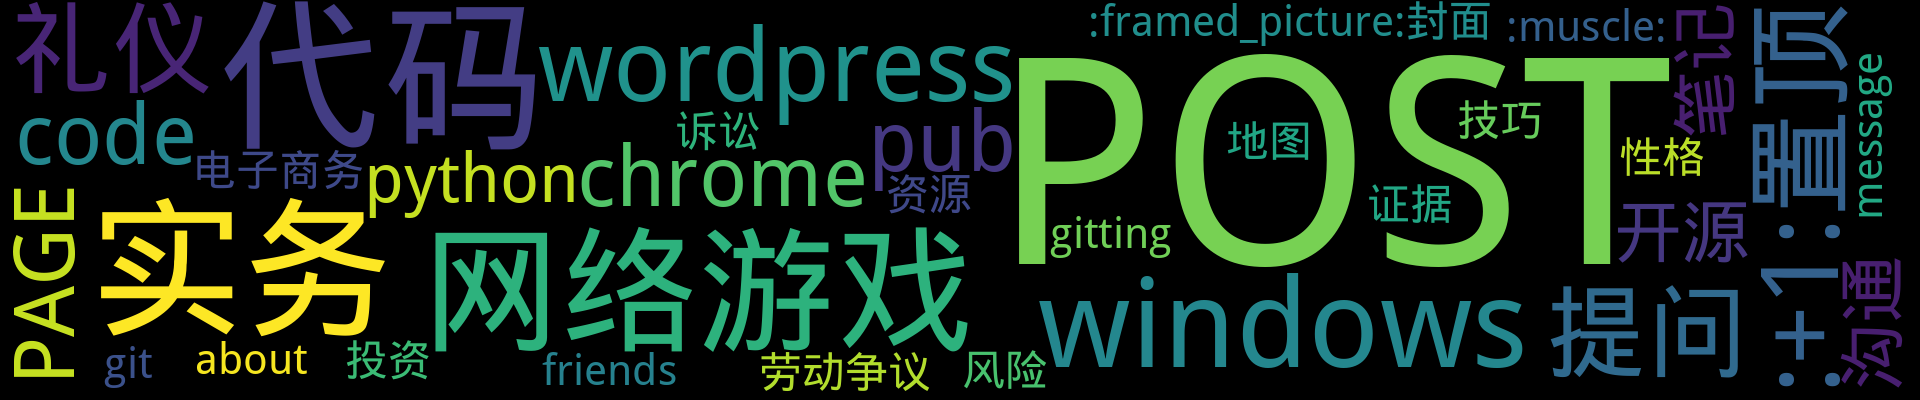 礼仪
代码
wordpress
:framed_picture:封面
:muscle:
笔记
:+1:置顶
message
code
诉讼
pub
POST
地图
技巧
性格
电子商务
python
chrome
资源
证据
gitting
开源
PAGE
实务
网络游戏
windows
提问
沟通
git
about
投资
friends
劳动争议
风险